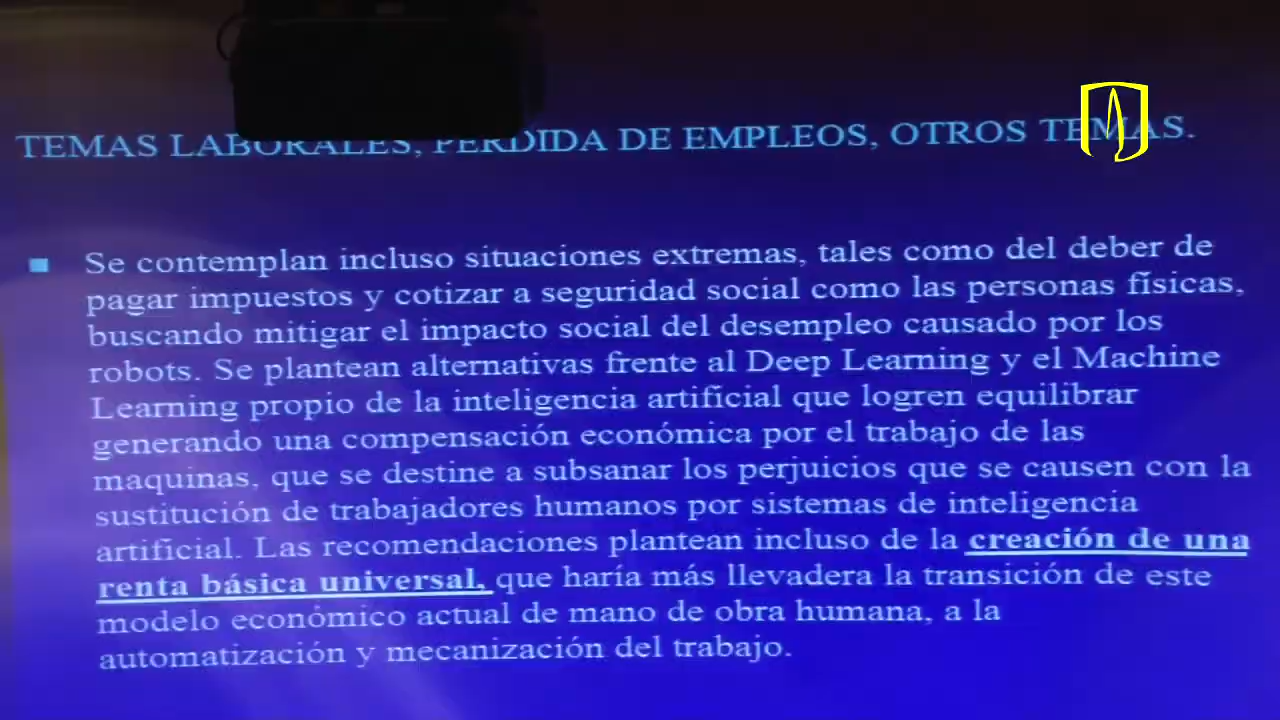 TEMAS LABORALES, PERDIDA DE EMPLEOS, OTROS TEMAS.
Se contemplan incluso situaciones extremas, tales como del deber de
pagar impuestos y cotizar a seguridad social como las personas físicas,
buscando mitigar el impacto social del desempleo causado por los
robots. Se plantean alternativas frente al Deep Learning y el Machine
Learning propio de la inteligencia artificial que logren equilibrar
generando una compensación económica por el trabajo de las
maquinas, que se destine a subsanar los perjuicios que se causen con la
sustitución de trabajadores humanos por sistemas de inteligencia
artificial. Las recomendaciones plantean incluso de la creación de una
renta básica universal, que haría más llevadera la transición de este
modelo económico actual de mano de obra humana, a la
automatización y mecanización del trabajo.